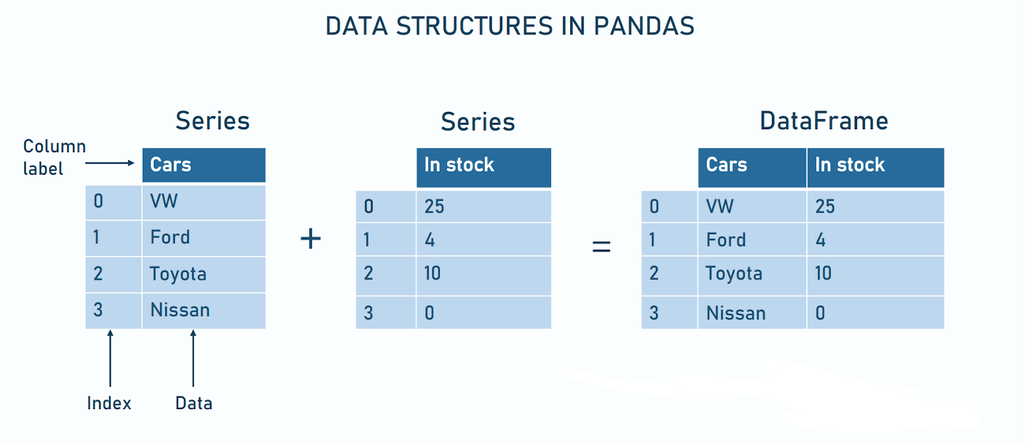 DATA STRUCTURES IN PANDAS
Series
Series
DataFrame
Column
label
Cars
In stock
Cars
In stock
0
VW
0
25
0
VW
25
1
Ford
+
1
4
=
1
Ford
4
2
Toyota
2
10
2
Toyota
10
3
Nissan
3
0
3
Nissan
0
Index
Data